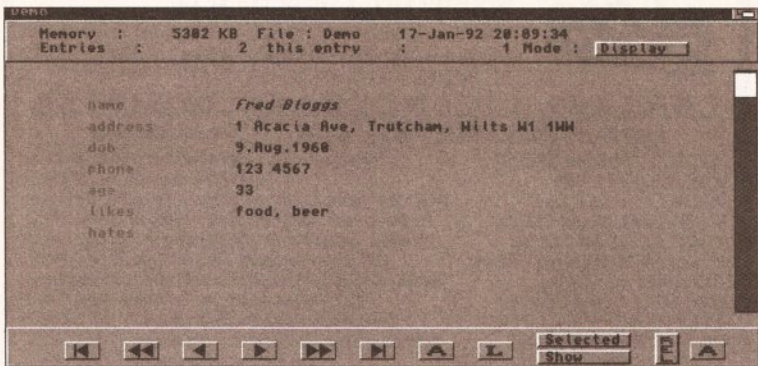 Demo
Memory : 5302 KB File : Demo 17-Jan-92 20:09:34
Entries : 2 this entry : 1 Mode : Display
name Fred Bloggs
address 1 Acacia Ave, Trutcham, Wilts W1 1WW
dob 9.Aug.1960
phone 123 4567
age 33
likes food, beer
hates
A L Selected A
Show